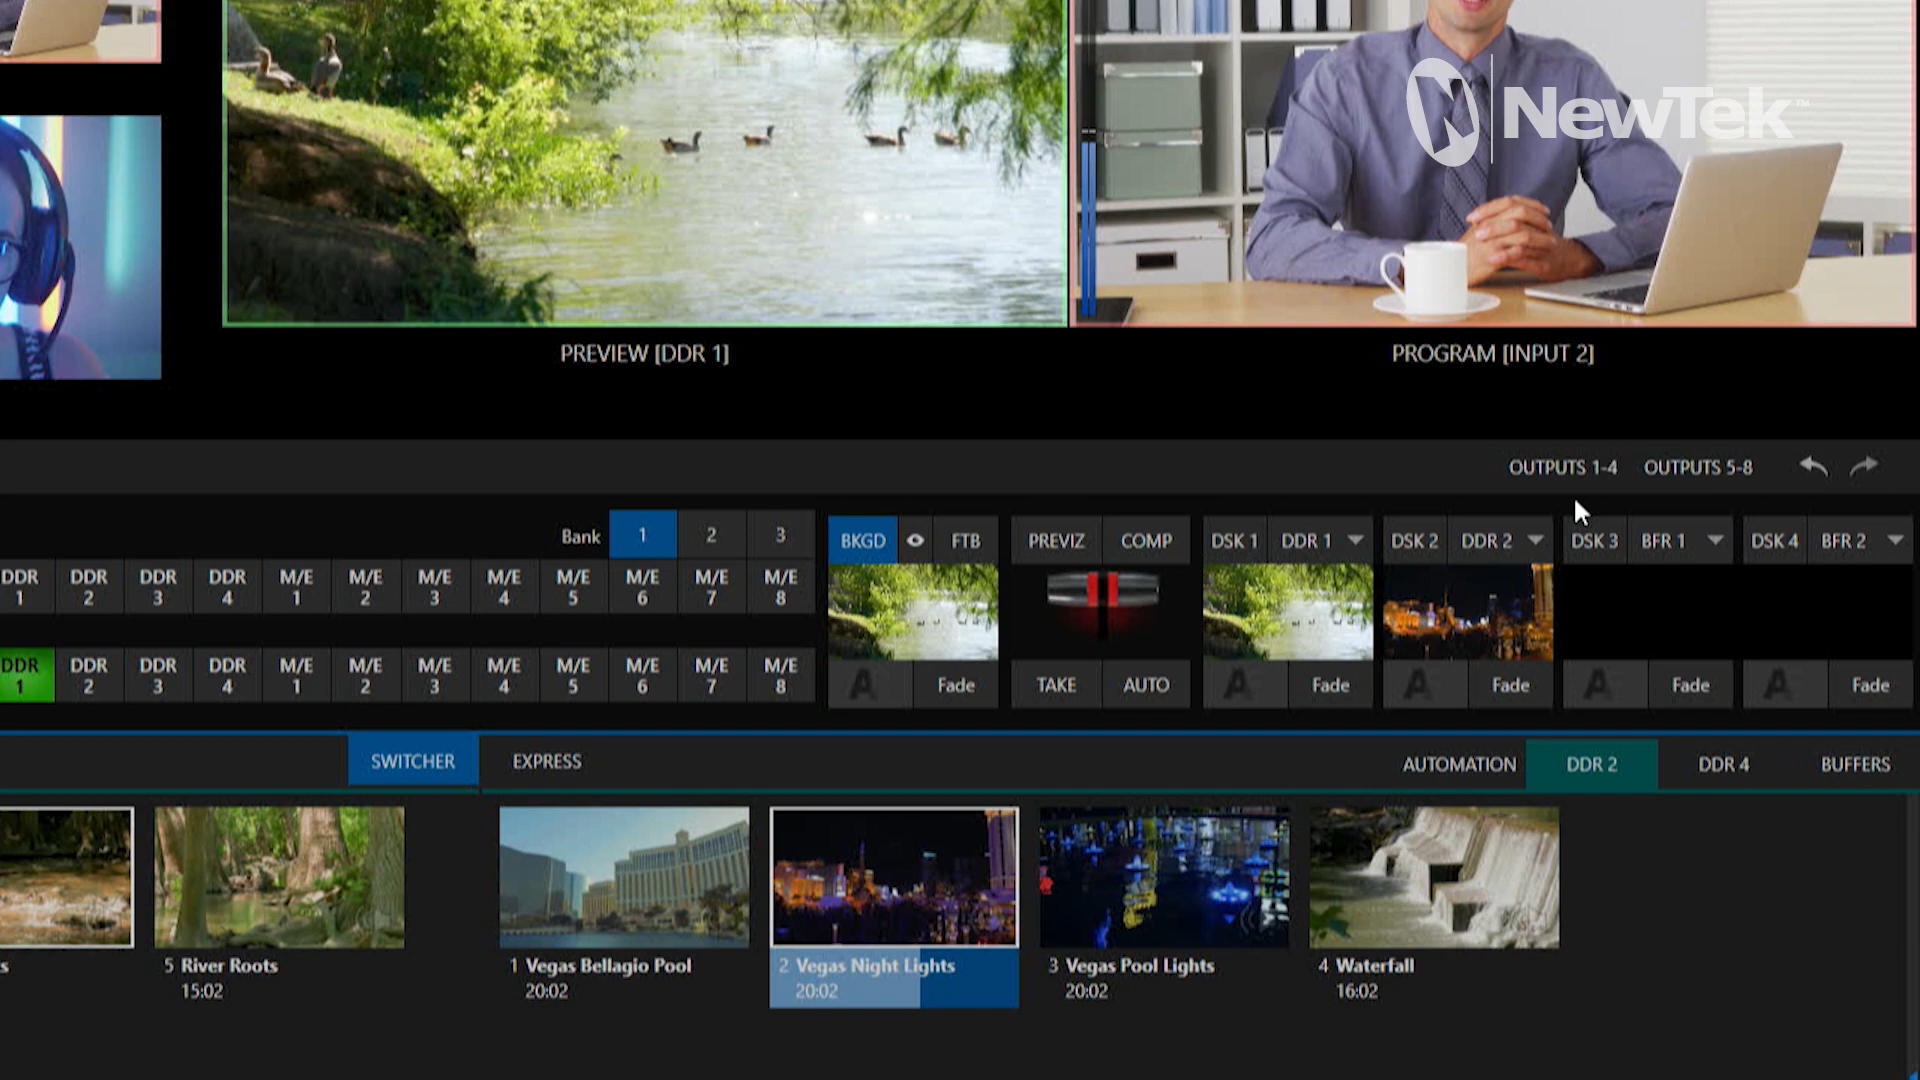 NewTek™
PREVIEW [DDR 1]
PROGRAM [INPUT 2]
OUTPUTS 1-4 OUTPUTS 5-8
Bank 1 2 3
BKGD FTB PREVIZ COMP DSK 1 DDR 1 DSK 2 DDR 2 DSK 3 BFR 1 DSK 4 BFR 2
DDR 1 DDR 2 DDR 3 DDR 4 M/E 1 M/E 2 M/E 3 M/E 4 M/E 5 M/E 6 M/E 7 M/E 8
DDR 1 DDR 2 DDR 3 DDR 4 M/E 1 M/E 2 M/E 3 M/E 4 M/E 5 M/E 6 M/E 7 M/E 8
A Fade TAKE AUTO A Fade A Fade A Fade A Fade
SWITCHER EXPRESS AUTOMATION DDR 2 DDR 4 BUFFERS
5 River Roots
15:02
1 Vegas Bellagio Pool
20:02
2 Vegas Night Lights
20:02
3 Vegas Pool Lights
20:02
4 Waterfall
16:02